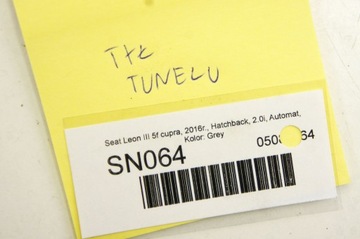 Tył
TUNELU
Seat Leon III 5f cupra, 2016r., Hatchback, 2.0i, Automat,
Kolor: Grey
SN064